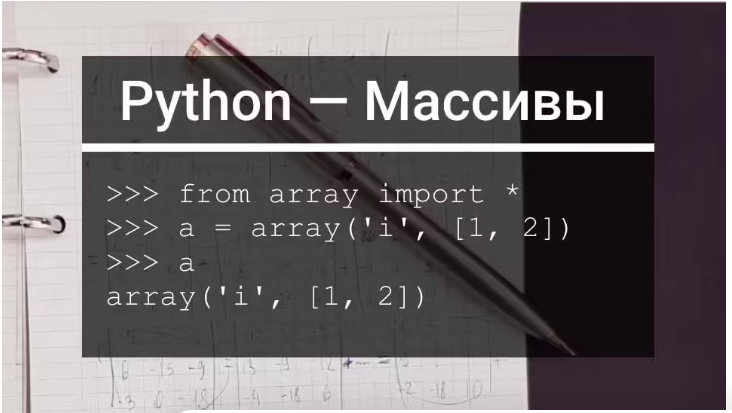 Python — Массивы
>>> from array import *
>>> a = array('i', [1, 2])
>>> a
array('i', [1, 2])